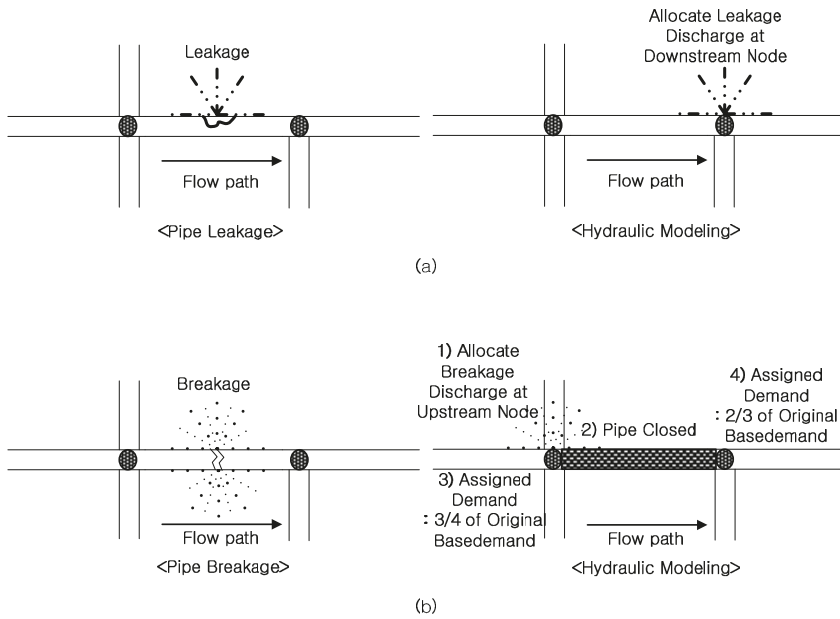 Leakage
Flow path
<Pipe Leakage>
Allocate Leakage
Discharge at
Downstream Node
Flow path
<Hydraulic Modeling>
(a)
Breakage
Flow path
<Pipe Breakage>
1) Allocate
Breakage
Discharge at
Upstream Node
2) Pipe Closed
3) Assigned
Demand
: 3/4 of Original
Basedemand
4) Assigned
Demand
: 2/3 of Original
Basedemand
Flow path
<Hydraulic Modeling>
(b)